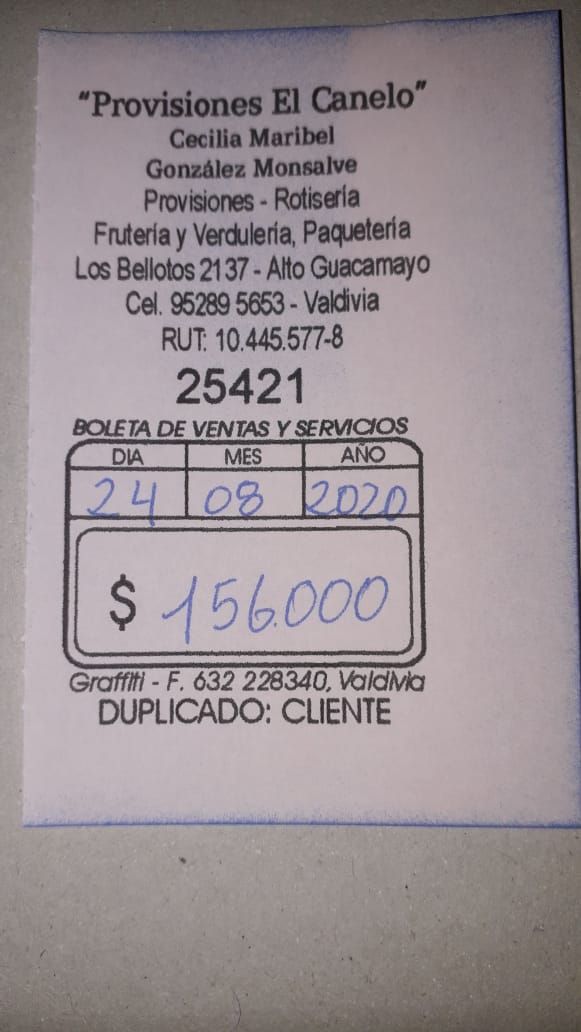 "Provisiones El Canelo"
Cecilia Maribel
González Monsalve
Provisiones - Rotisería
Frutería y Verdulería, Paquetería
Los Bellotos 2137 - Alto Guacamayo
Cel. 95289 5653 - Valdivia
RUT: 10.445.577-8
25421
BOLETA DE VENTAS Y SERVICIOS
DIA MES AÑO
24 08 2020
$ 156.000
Graffiti - F. 632 228340, Valdivia
DUPLICADO: CLIENTE